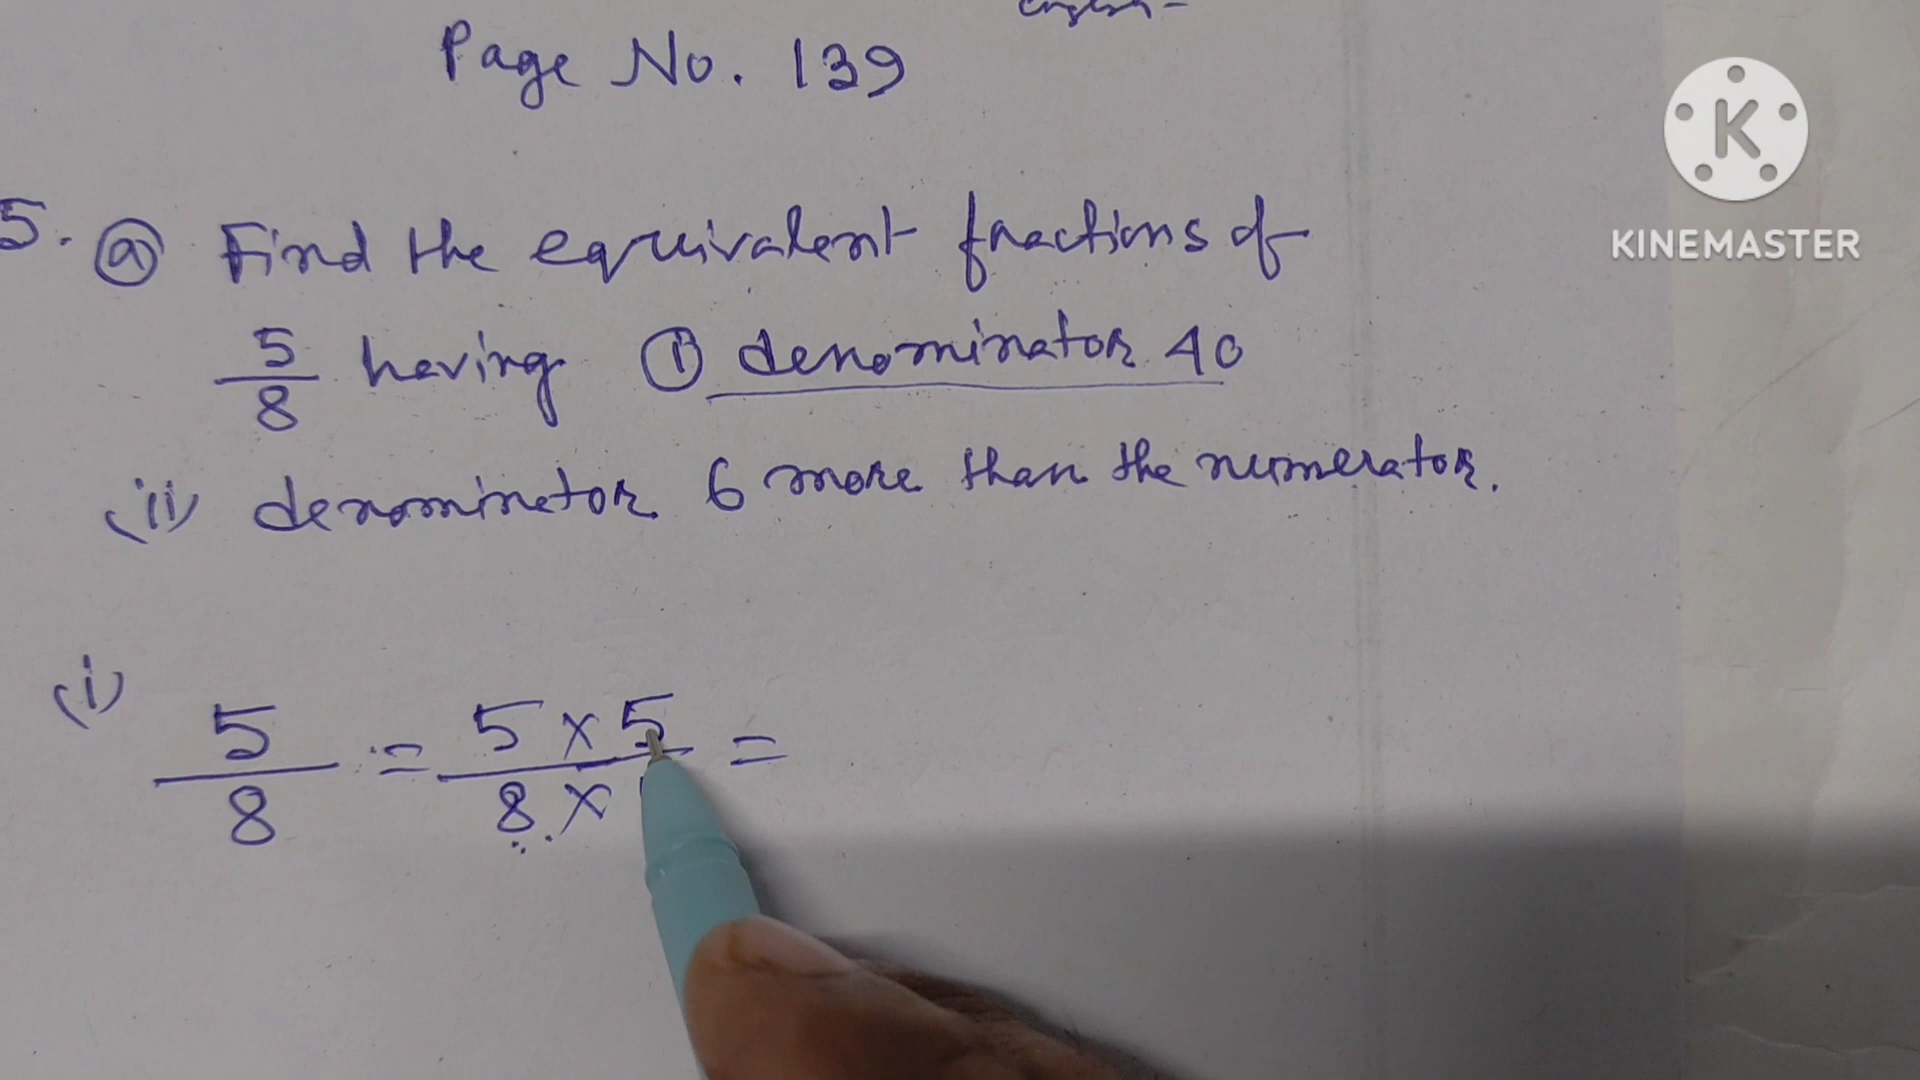 Page No. 139
KINEMASTER
5. (a) Find the equivalent fractions of
5/8 having (i) denominator 40
(ii) denominator 6 more than the numerator.
(i) 5/8 = 5 × 5 / 8 × =